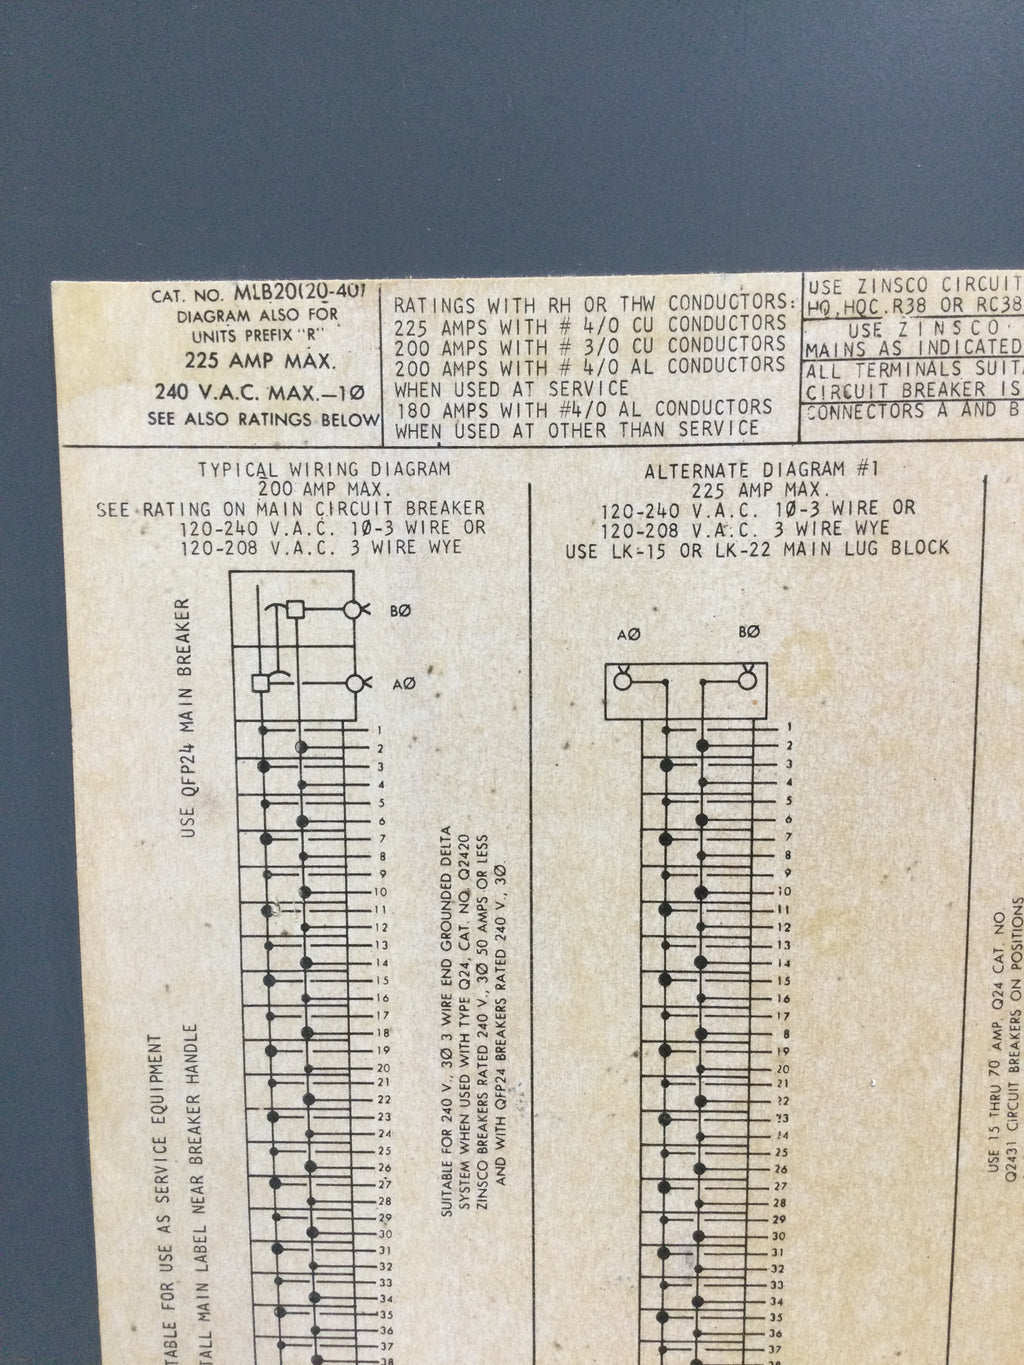 CAT. NO. MLB20(20-40)
DIAGRAM ALSO FOR
UNITS PREFIX "R"
225 AMP MAX.
240 V.A.C. MAX.–1Ø
SEE ALSO RATINGS BELOW
RATINGS WITH RH OR THW CONDUCTORS:
225 AMPS WITH # 4/0 CU CONDUCTORS
200 AMPS WITH # 3/0 CU CONDUCTORS
200 AMPS WITH # 4/0 AL CONDUCTORS
WHEN USED AT SERVICE
180 AMPS WITH #4/0 AL CONDUCTORS
WHEN USED AT OTHER THAN SERVICE
USE ZINSCO CIRCUIT
HQ, HQC, R38 OR RC38
USE ZINSCO
MAINS AS INDICATED
ALL TERMINALS
CIRCUIT BREAKER IS
CONNECTORS A AND B
TYPICAL WIRING DIAGRAM
200 AMP MAX.
SEE RATING ON MAIN CIRCUIT BREAKER
120-240 V.A.C. 1Ø-3 WIRE OR
120-208 V.A.C. 3 WIRE WYE
BØ
AØ
1
2
3
4
5
6
7
8
9
10
11
12
13
14
15
16
17
18
19
20
21
22
23
24
25
26
27
28
29
30
31
32
33
34
35
36
37
38
USE QFP24 MAIN BREAKER
FOR USE AS SERVICE EQUIPMENT
MAIN LABEL NEAR BREAKER HANDLE
SUITABLE FOR 240 V., 3Ø 3 WIRE END GROUNDED DELTA
SYSTEM WHEN USED WITH TYPE Q24, CAT. NO. Q2420
ZINSCO BREAKERS RATED 240 V., 3Ø 50 AMPS OR LESS
AND WITH QFP24 BREAKERS RATED 240 V., 3Ø.
ALTERNATE DIAGRAM #1
225 AMP MAX.
120-240 V.A.C. 1Ø-3 WIRE OR
120-208 V.A.C. 3 WIRE WYE
USE LK-15 OR LK-22 MAIN LUG BLOCK
AØ BØ
1
2
3
4
5
6
7
8
9
10
11
12
13
14
15
16
17
8
19
20
21
22
23
24
25
26
27
28
29
30
31
32
33
34
35
36
37
USE 15 THRU 70 AMP. Q24 CAT. NO.
Q2431 CIRCUIT BREAKERS ON POSITIONS